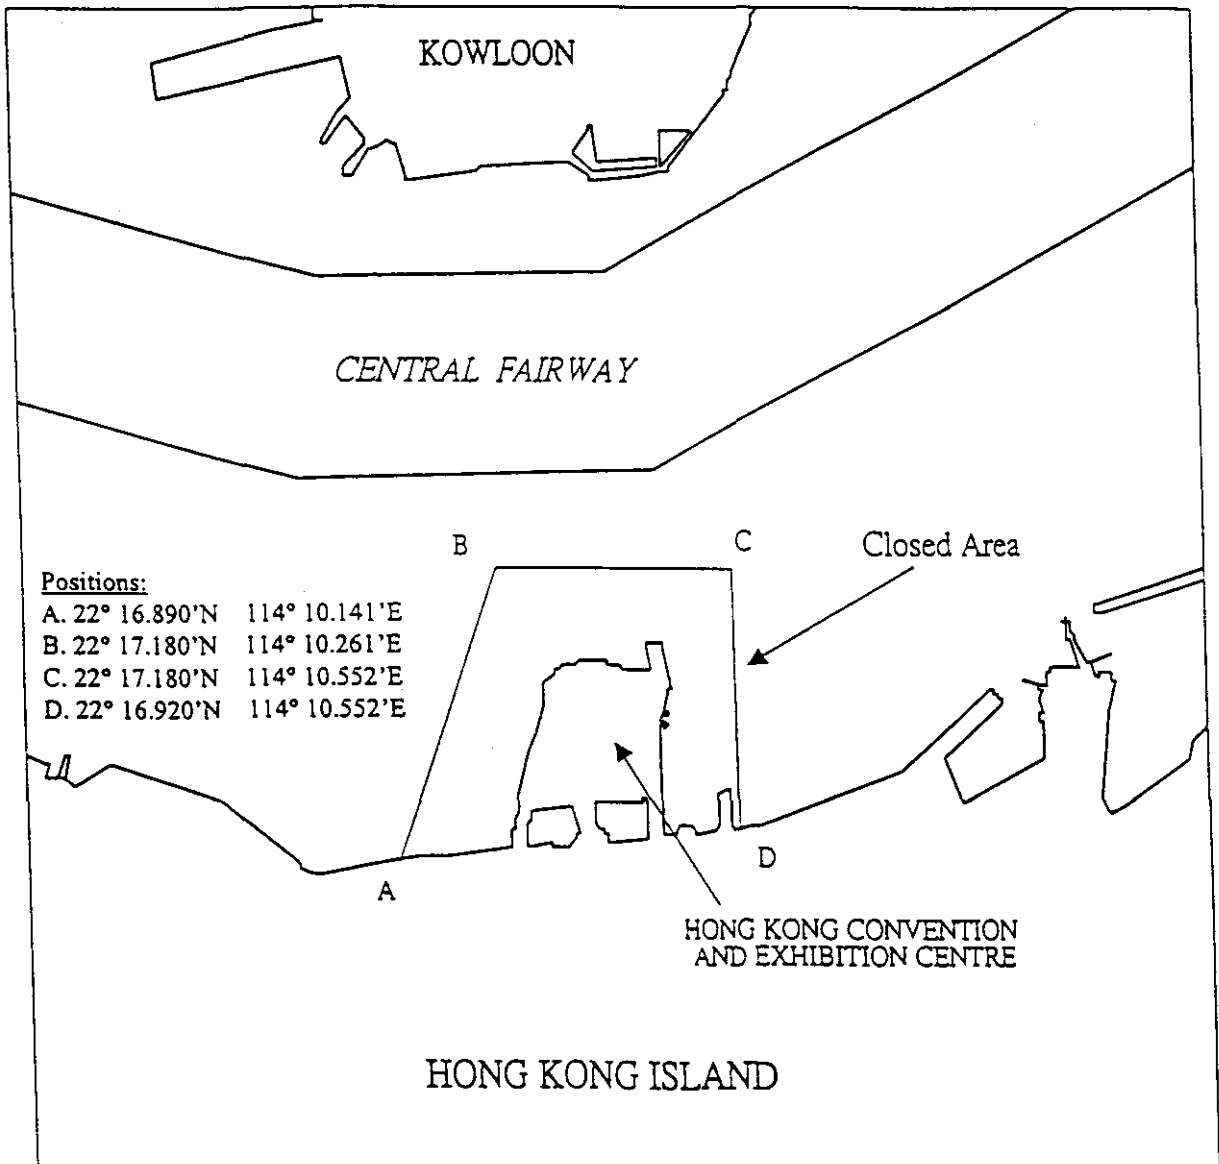 KOWLOON
CENTRAL FAIRWAY
B
C
Closed Area
Positions:
A. 22° 16.890'N 114° 10.141'E
B. 22° 17.180'N 114° 10.261'E
C. 22° 17.180'N 114° 10.552'E
D. 22° 16.920'N 114° 10.552'E
A
D
HONG KONG CONVENTION
AND EXHIBITION CENTRE
HONG KONG ISLAND